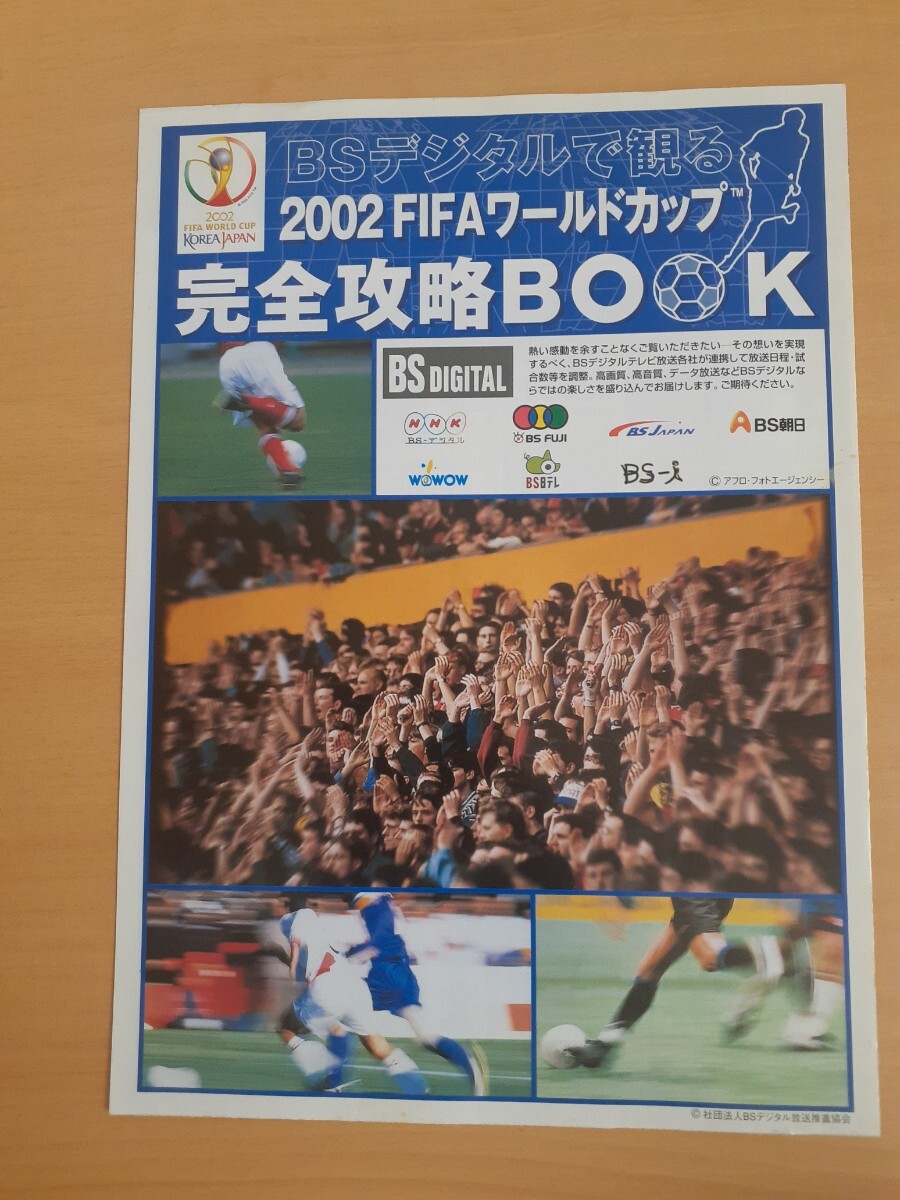 BSデジタルで観る
2002 FIFAワールドカップ™
完全攻略BOOK
2002
FIFA WORLD CUP
KOREA JAPAN
BS DIGITAL
熱い感動を余すことなくご覧いただきたい―その想いを実現
するべく、BSデジタルテレビ放送各社が連携して放送日程・試
合数等を調整。高画質、高音質、データ放送などBSデジタルな
らではの楽しさを盛り込んでお届けします。ご期待ください。
NHK
BS-デジタル
BS FUJI
BS JAPAN
BS朝日
WOWOW
BS日テレ
BS-i
© アフロ・フォトエージェンシー
© 社団法人BSデジタル放送推進協会